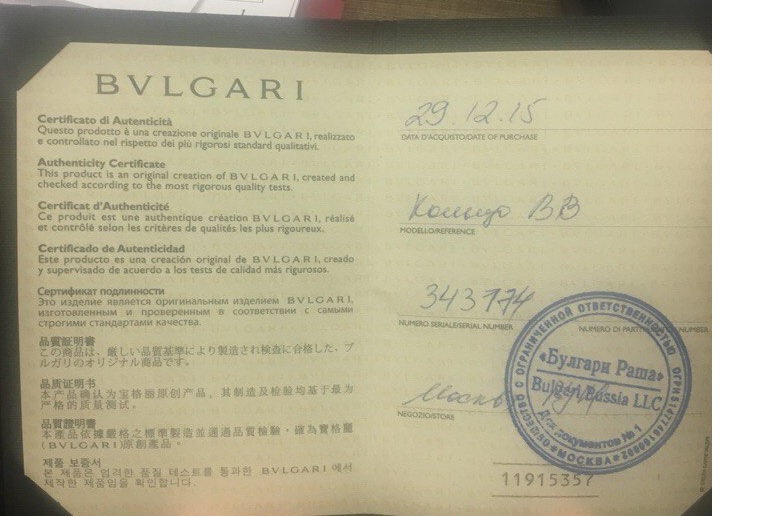 BVLGARI
Certificato di Autenticità
Questo prodotto è una creazione originale BVLGARI, realizzato
e controllato nel rispetto dei più rigorosi standard qualitativi.
Authenticity Certificate
This product is an original creation of BVLGARI, created and
checked according to the most rigorous quality tests.
Certificat d'Authenticité
Ce produit est une authentique création BVLGARI, réalisé
et contrôlé selon les critères de qualités les plus rigoureux.
Certificado de Autenticidad
Este producto es una creación original de BVLGARI, creado
y supervisado de acuerdo a los tests de calidad más rigurosos.
Сертификат подлинности
Это изделие является оригинальным изделием BVLGARI,
изготовленным и проверенным в соответствии с самыми
строгими стандартами качества.
品質証明書
この商品は、厳しい品質基準により製造され検査に合格した、ブ
ルガリのオリジナル商品です。
品质证明书
本产品确认为宝格丽原创产品，其制造及检验均基于最为
严格的质量测试。
品質證明書
本產品依據嚴格之標準製造並通過品質檢驗，確為寶格麗
(BVLGARI)原創產品。
제품 보증서
본 제품은 엄격한 품질 테스트를 통과한 BVLGARI 에서
제작한 제품임을 확인합니다.
29.12.15
DATA D'ACQUISTO/DATE OF PURCHASE
Кольцо BB
MODELLO/REFERENCE
343774
NUMERO SERIALE/SERIAL NUMBER
NUMERO DI NUMBER
NEGOZIO/STORE
ОБЩЕСТВО С ОГРАНИЧЕННОЙ ОТВЕТСТВЕННОСТЬЮ
«Булгари Раша»
Bulgari Russia LLC
Для документов № 1
МОСКВА
11915357